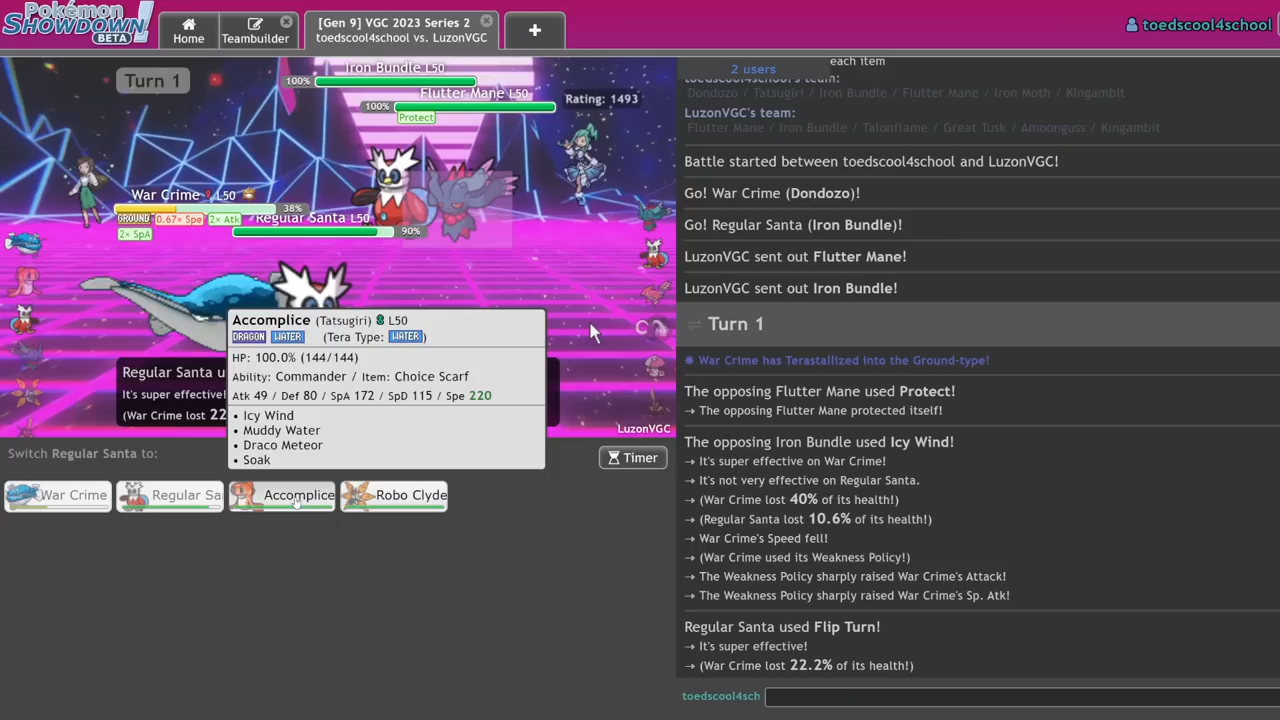 Pokémon
SHOWDOWN!
BETA
Home
Teambuilder
[Gen 9] VGC 2023 Series 2
toedscool4school vs. LuzonVGC
toedscool4school
Turn 1
Iron Bundle L50
100%
Flutter Mane L50
100%
Protect
Rating: 1493
War Crime L50
38%
GROUND 0.67× Spe 2× Atk
2× SpA
Regular Santa L50
90%
Accomplice (Tatsugiri) L50
DRAGON WATER (Tera Type: WATER)
HP: 100.0% (144/144)
Ability: Commander / Item: Choice Scarf
Atk 49 / Def 80 / SpA 172 / SpD 115 / Spe 220
• Icy Wind
• Muddy Water
• Draco Meteor
• Soak
Regular Santa u
It's super effective!
(War Crime lost 22
LuzonVGC
Switch Regular Santa to:
Timer
War Crime
Regular Sa
Accomplice
Robo Clyde
2 users
each item
toedscool4school's team:
Dondozo / Tatsugiri / Iron Bundle / Flutter Mane / Iron Moth / Kingambit
LuzonVGC's team:
Flutter Mane / Iron Bundle / Talonflame / Great Tusk / Amoonguss / Kingambit
Battle started between toedscool4school and LuzonVGC!
Go! War Crime (Dondozo)!
Go! Regular Santa (Iron Bundle)!
LuzonVGC sent out Flutter Mane!
LuzonVGC sent out Iron Bundle!
Turn 1
War Crime has Terastallized into the Ground-type!
The opposing Flutter Mane used Protect!
The opposing Flutter Mane protected itself!
The opposing Iron Bundle used Icy Wind!
It's super effective on War Crime!
It's not very effective on Regular Santa.
(War Crime lost 40% of its health!)
(Regular Santa lost 10.6% of its health!)
War Crime's Speed fell!
(War Crime used its Weakness Policy!)
The Weakness Policy sharply raised War Crime's Attack!
The Weakness Policy sharply raised War Crime's Sp. Atk!
Regular Santa used Flip Turn!
It's super effective!
(War Crime lost 22.2% of its health!)
toedscool4sch